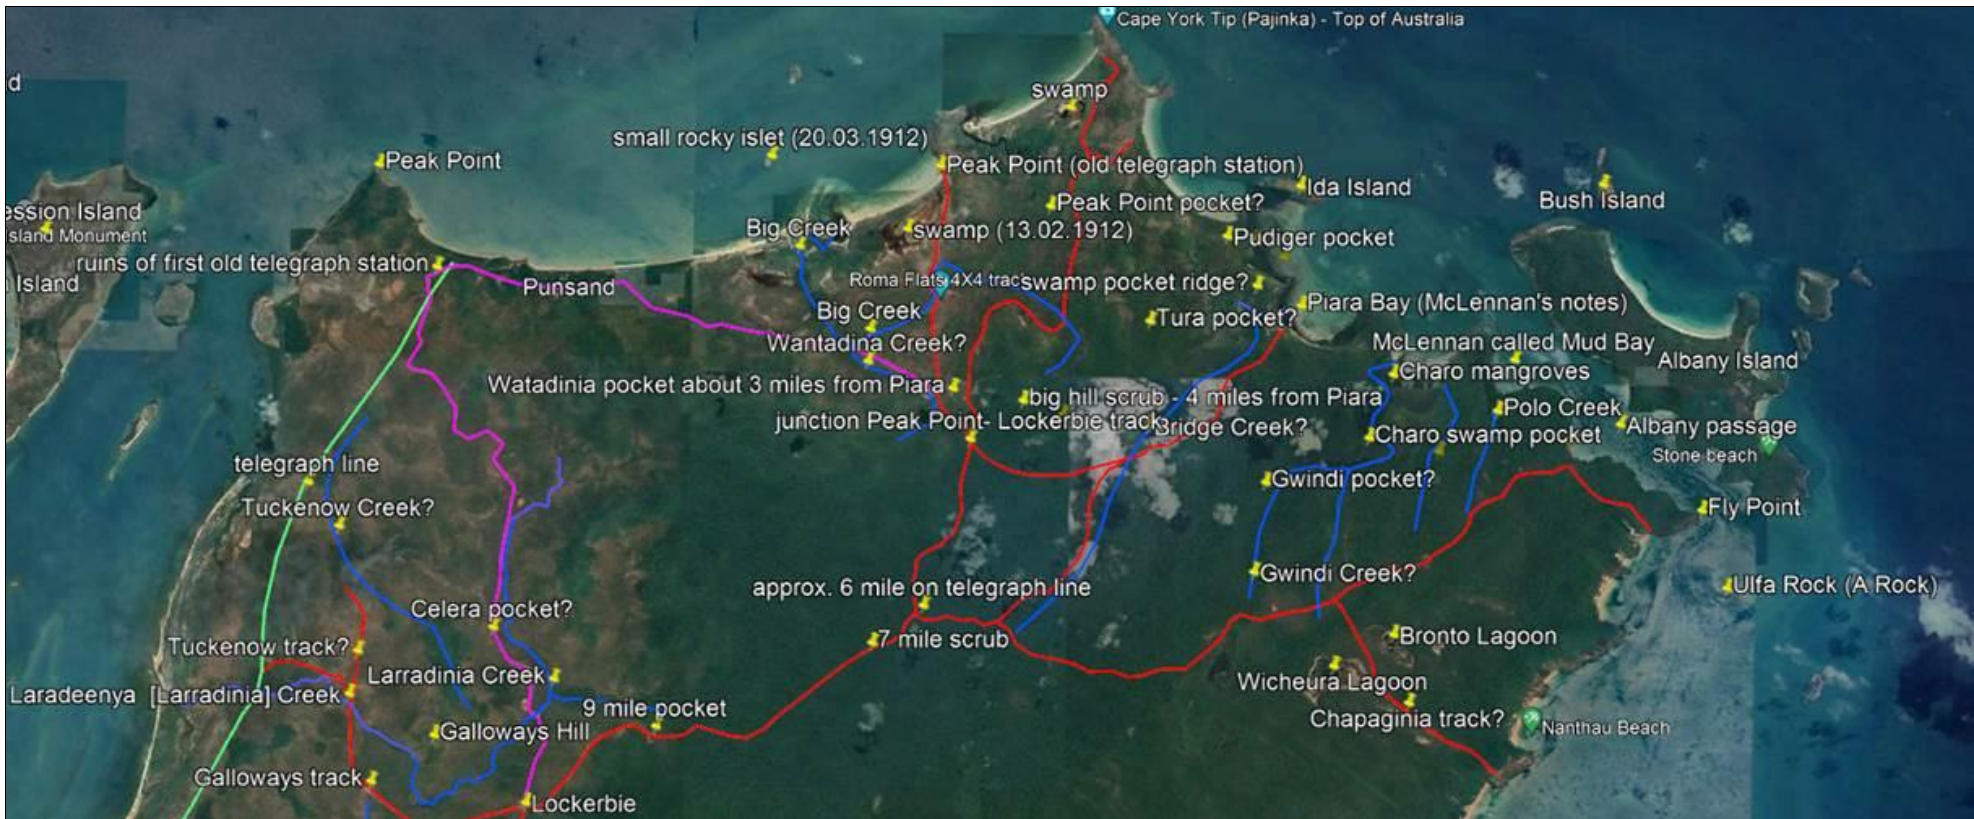 Cape York Tip (Pajinka) - Top of Australia
d
swamp
small rocky islet (20.03.1912)
Peak Point
Peak Point (old telegraph station)
Ida Island
Bush Island
Peak Point pocket?
ession Island
sland Monument
Big Creek
swamp (13.02.1912)
Pudiger pocket
ruins of first old telegraph station
Island
Punsand
Roma Flats 4X4 trac
swamp pocket ridge?
Piara Bay (McLennan's notes)
Big Creek
Tura pocket?
Wantadina Creek?
McLennan called Mud Bay
Albany Island
Charo mangroves
Watadinia pocket about 3 miles from Piara
big hill scrub - 4 miles from Piara
Polo Creek
junction Peak Point- Lockerbie track
Bridge Creek?
Charo swamp pocket
Albany passage
Stone beach
telegraph line
Gwindi pocket?
Tuckenow Creek?
Fly Point
Gwindi Creek?
approx. 6 mile on telegraph line
Ulfa Rock (A Rock)
Celera pocket?
Tuckenow track?
7 mile scrub
Bronto Lagoon
Larradinia Creek
Wicheura Lagoon
Laradeenya [Larradinia] Creek
9 mile pocket
Chapaginia track?
Galloways Hill
Nanthau Beach
Galloways track
Lockerbie